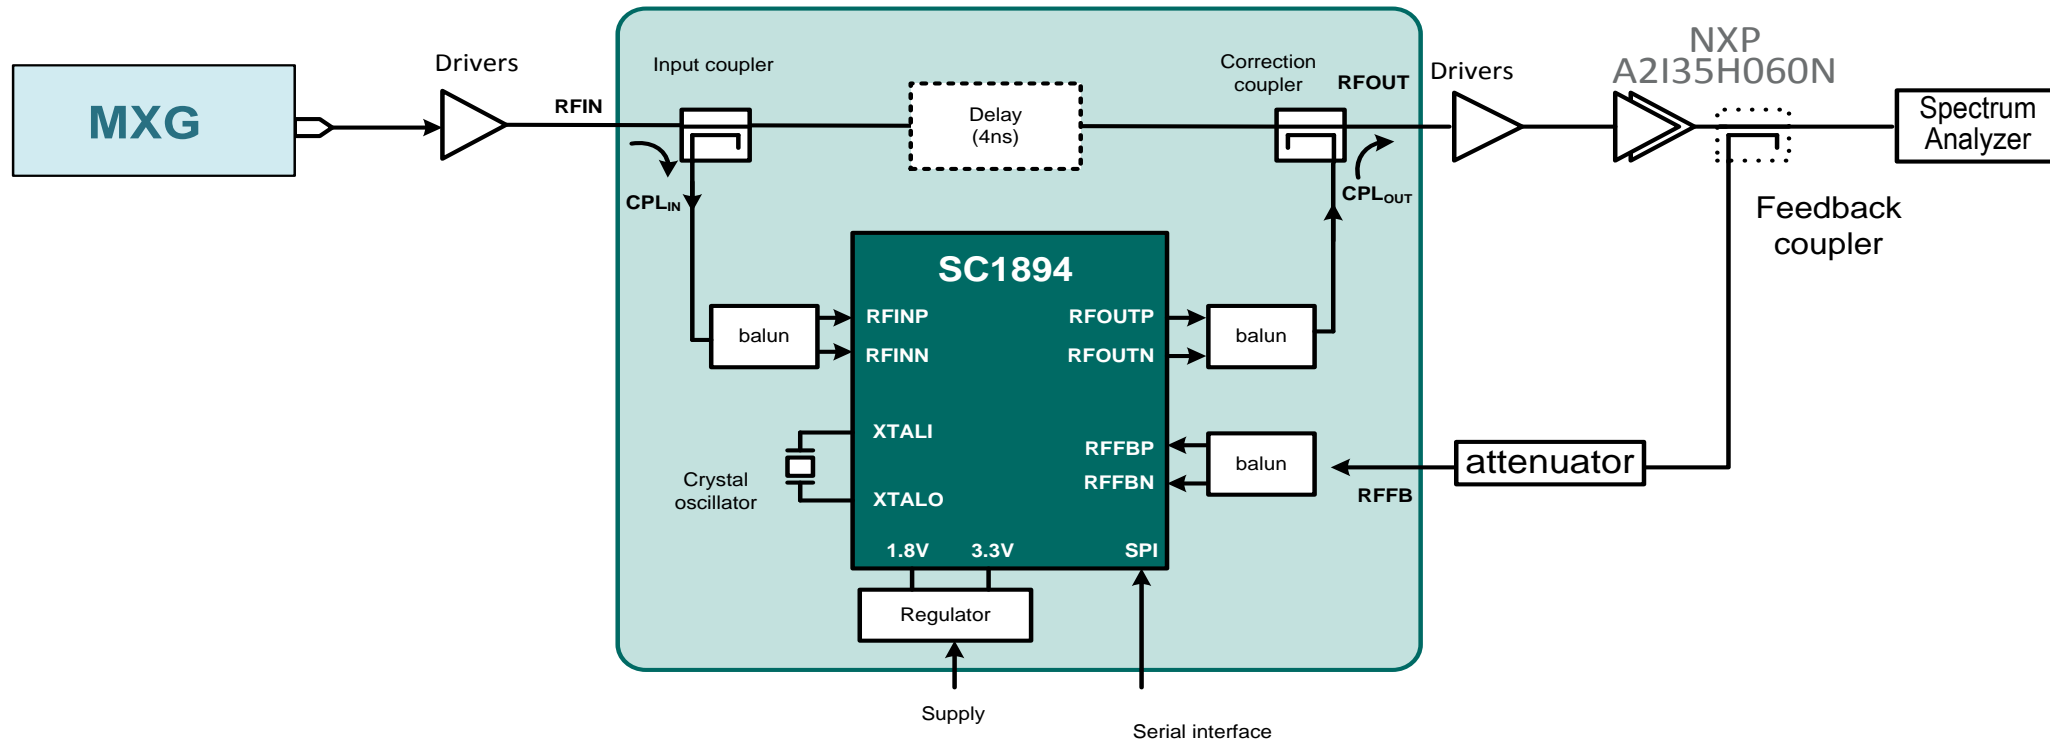 NXP
A2I35H060N
MXG
Drivers
RFIN
Input coupler
Delay
(4ns)
Correction
coupler
RFOUT
Drivers
Spectrum
Analyzer
CPLIN
CPLOUT
Feedback
coupler
SC1894
balun
RFINP
RFINN
RFOUTP
RFOUTN
balun
XTALI
XTALO
Crystal
oscillator
RFFBP
RFFBN
balun
RFFB
attenuator
1.8V
3.3V
SPI
Regulator
Supply
Serial interface